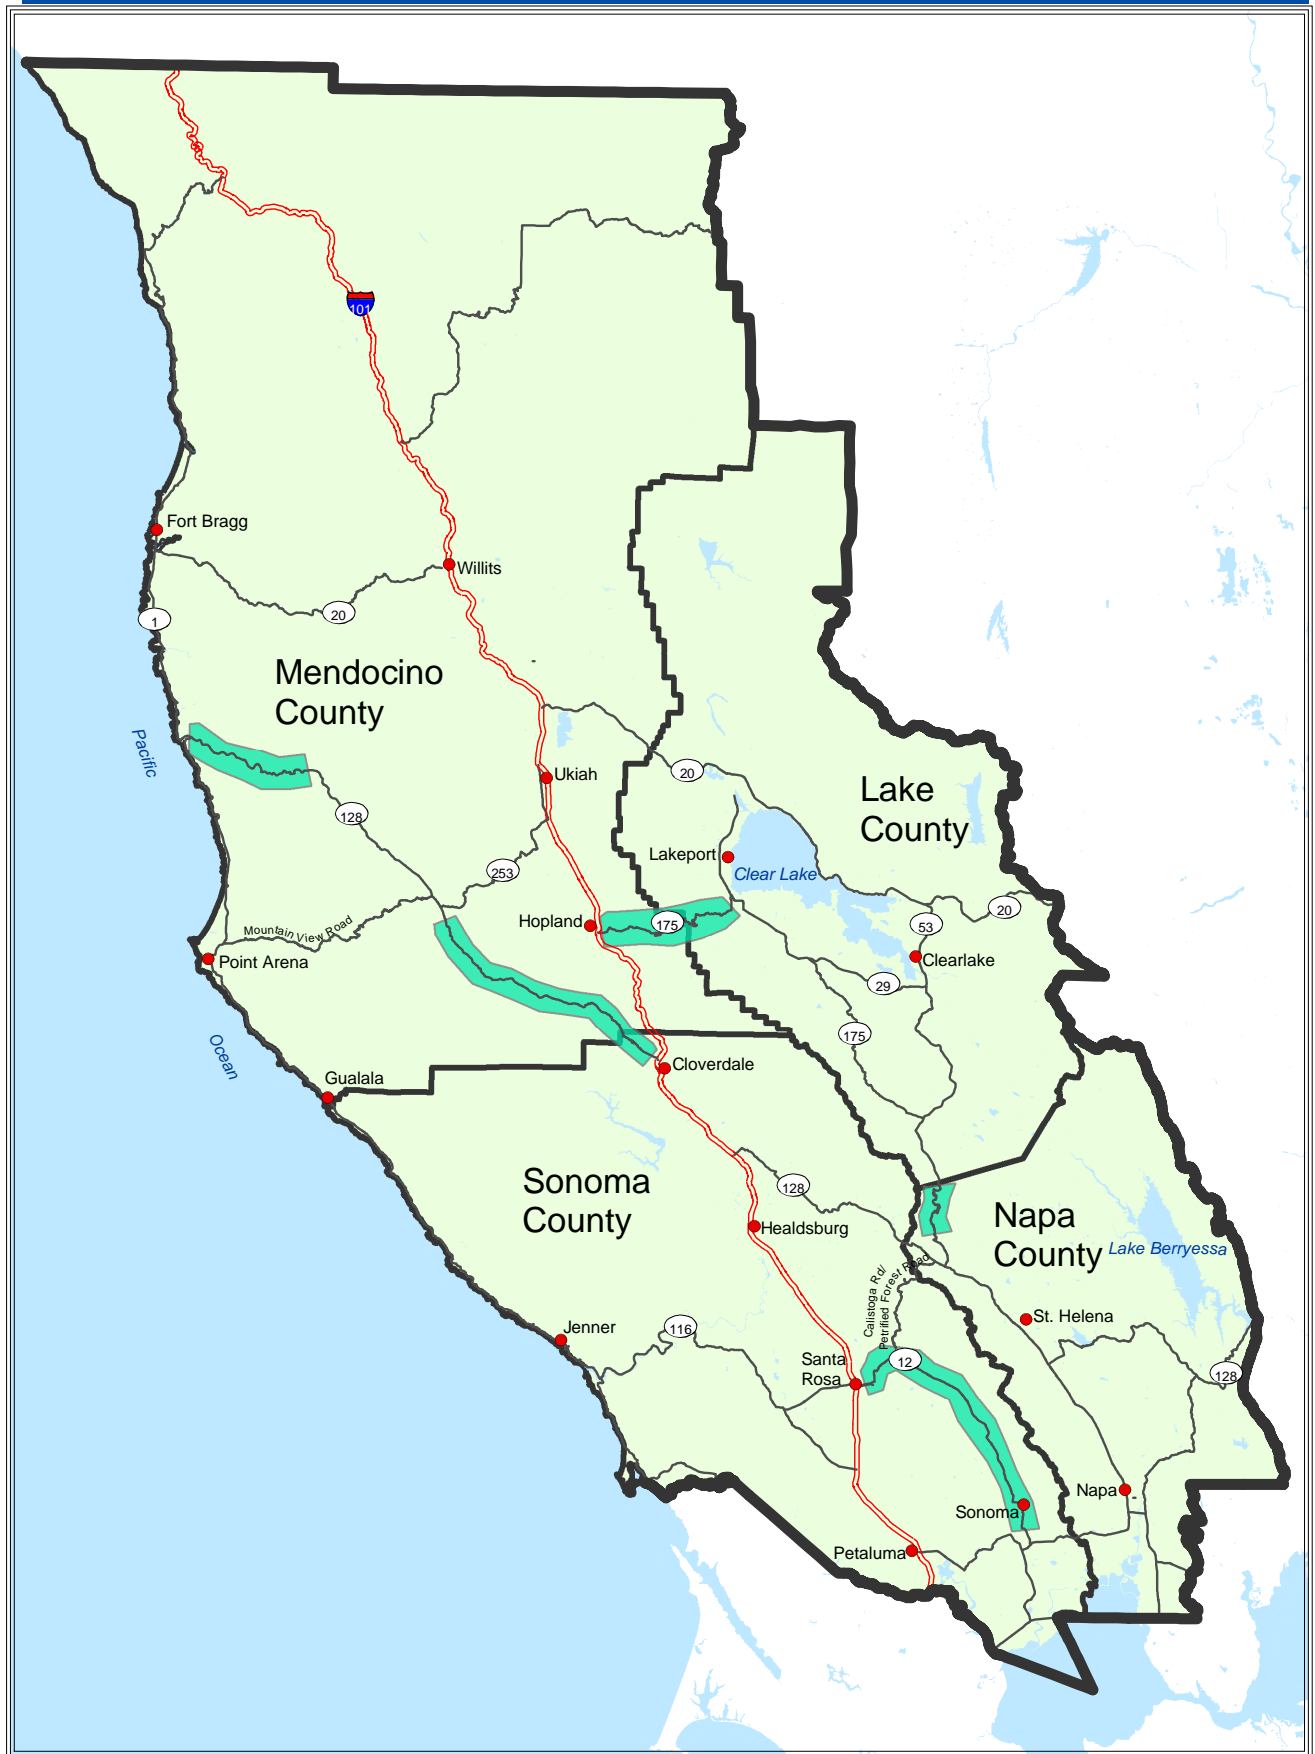 101
Fort Bragg
Willits
20
1
Mendocino
County
Pacific
Ukiah
20
Lake
County
128
Lakeport
Clear Lake
253
Hopland
175
20
53
Mountain View Road
Point Arena
Clearlake
29
175
Ocean
Gualala
Cloverdale
Sonoma
County
128
Napa
County
Healdsburg
Lake Berryessa
Calistoga Rd/
Petrified Forest Road
St. Helena
Jenner
116
Santa
Rosa
12
128
Napa
Sonoma
Petaluma